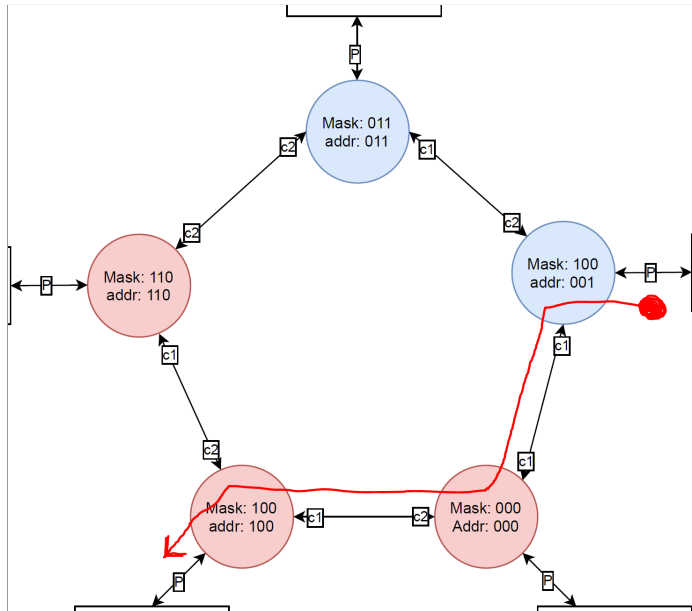 P
Mask: 011
addr: 011
c2
c1
c2
c2
Mask: 110
addr: 110
P
Mask: 100
addr: 001
P
c1
c1
c2
c1
Mask: 100
addr: 100
c1
c2
Mask: 000
Addr: 000
P
P